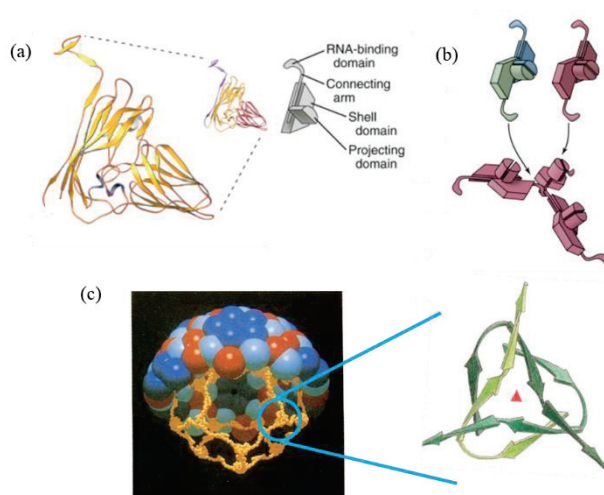 (a)
RNA-binding
domain
Connecting
arm
Shell
domain
Projecting
domain
(b)
(c)